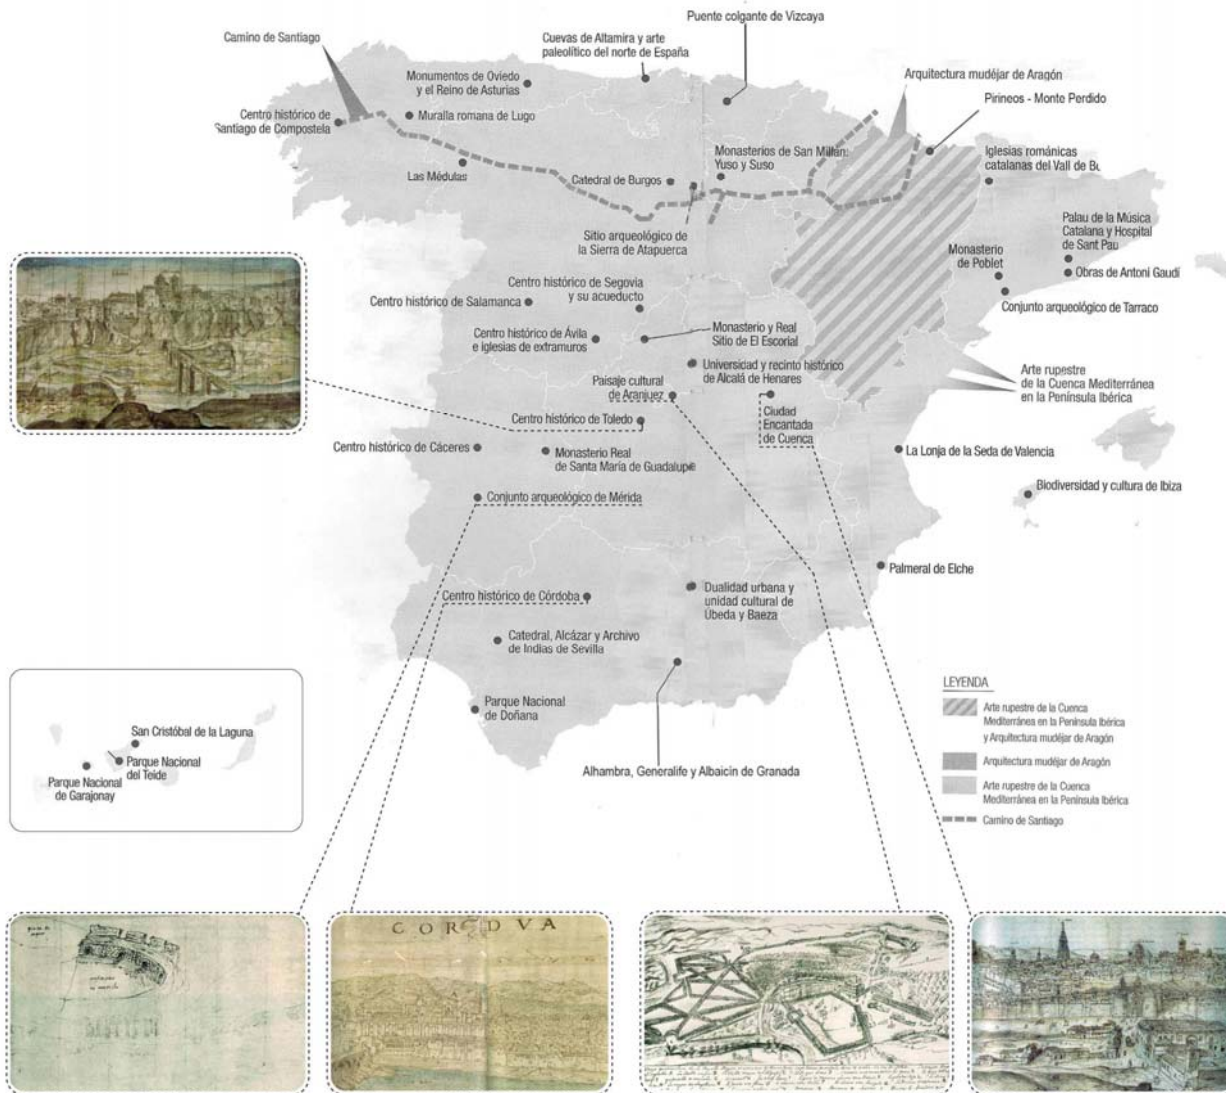 Puente colgante de Vizcaya
Camino de Santiago
Cuevas de Altamira y arte
paleolítico del norte de España
Monumentos de Oviedo
y el Reino de Asturias
Arquitectura mudéjar de Aragón
Pirineos - Monte Perdido
Centro histórico de
Santiago de Compostela
Muralla romana de Lugo
Monasterios de San Millán:
Yuso y Suso
Iglesias románicas
catalanas del Vall de
Las Médulas
Catedral de Burgos
Sitio arqueológico de
la Sierra de Atapuerca
Palau de la Música
Catalana y Hospital
de Sant Pau
Monasterio
de Poblet
Obras de Antoni Gaudí
Conjunto arqueológico de Tarraco
Centro histórico de Segovia
y su acueducto
Centro histórico de Salamanca
Centro histórico de Ávila
e iglesias de extramuros
Monasterio y Real
Sitio de El Escorial
Universidad y recinto histórico
de Alcalá de Henares
Paisaje cultural
de Aranjuez
Arte rupestre
de la Cuenca Mediterránea
en la Península Ibérica
Ciudad
Encantada
de Cuenca
Centro histórico de Toledo
Centro histórico de Cáceres
Monasterio Real
de Santa María de Guadalupe
La Lonja de la Seda de Valencia
Biodiversidad y cultura de Ibiza
Conjunto arqueológico de Mérida
Palmeral de Elche
Centro histórico de Córdoba
Dualidad urbana y
unidad cultural de
Úbeda y Baeza
Catedral, Alcázar y Archivo
de Indias de Sevilla
Parque Nacional
de Doñana
Alhambra, Generalife y Albaicin de Granada
San Cristóbal de la Laguna
Parque Nacional
del Teide
Parque Nacional
de Garajonay
LEYENDA
Arte rupestre de la Cuenca
Mediterránea en la Península Ibérica
y Arquitectura mudéjar de Aragón
Arquitectura mudéjar de Aragón
Arte rupestre de la Cuenca
Mediterránea en la Península Ibérica
Camino de Santiago
CORDVA